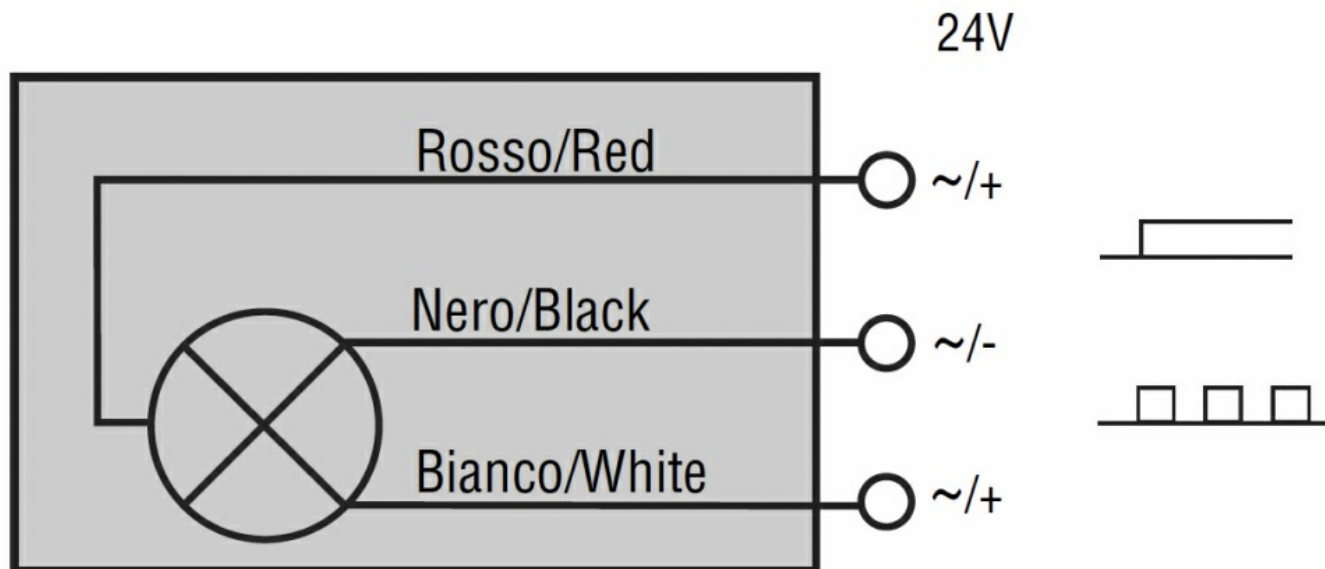 24V
Rosso/Red
~/+
Nero/Black
~/-
Bianco/White
~/+